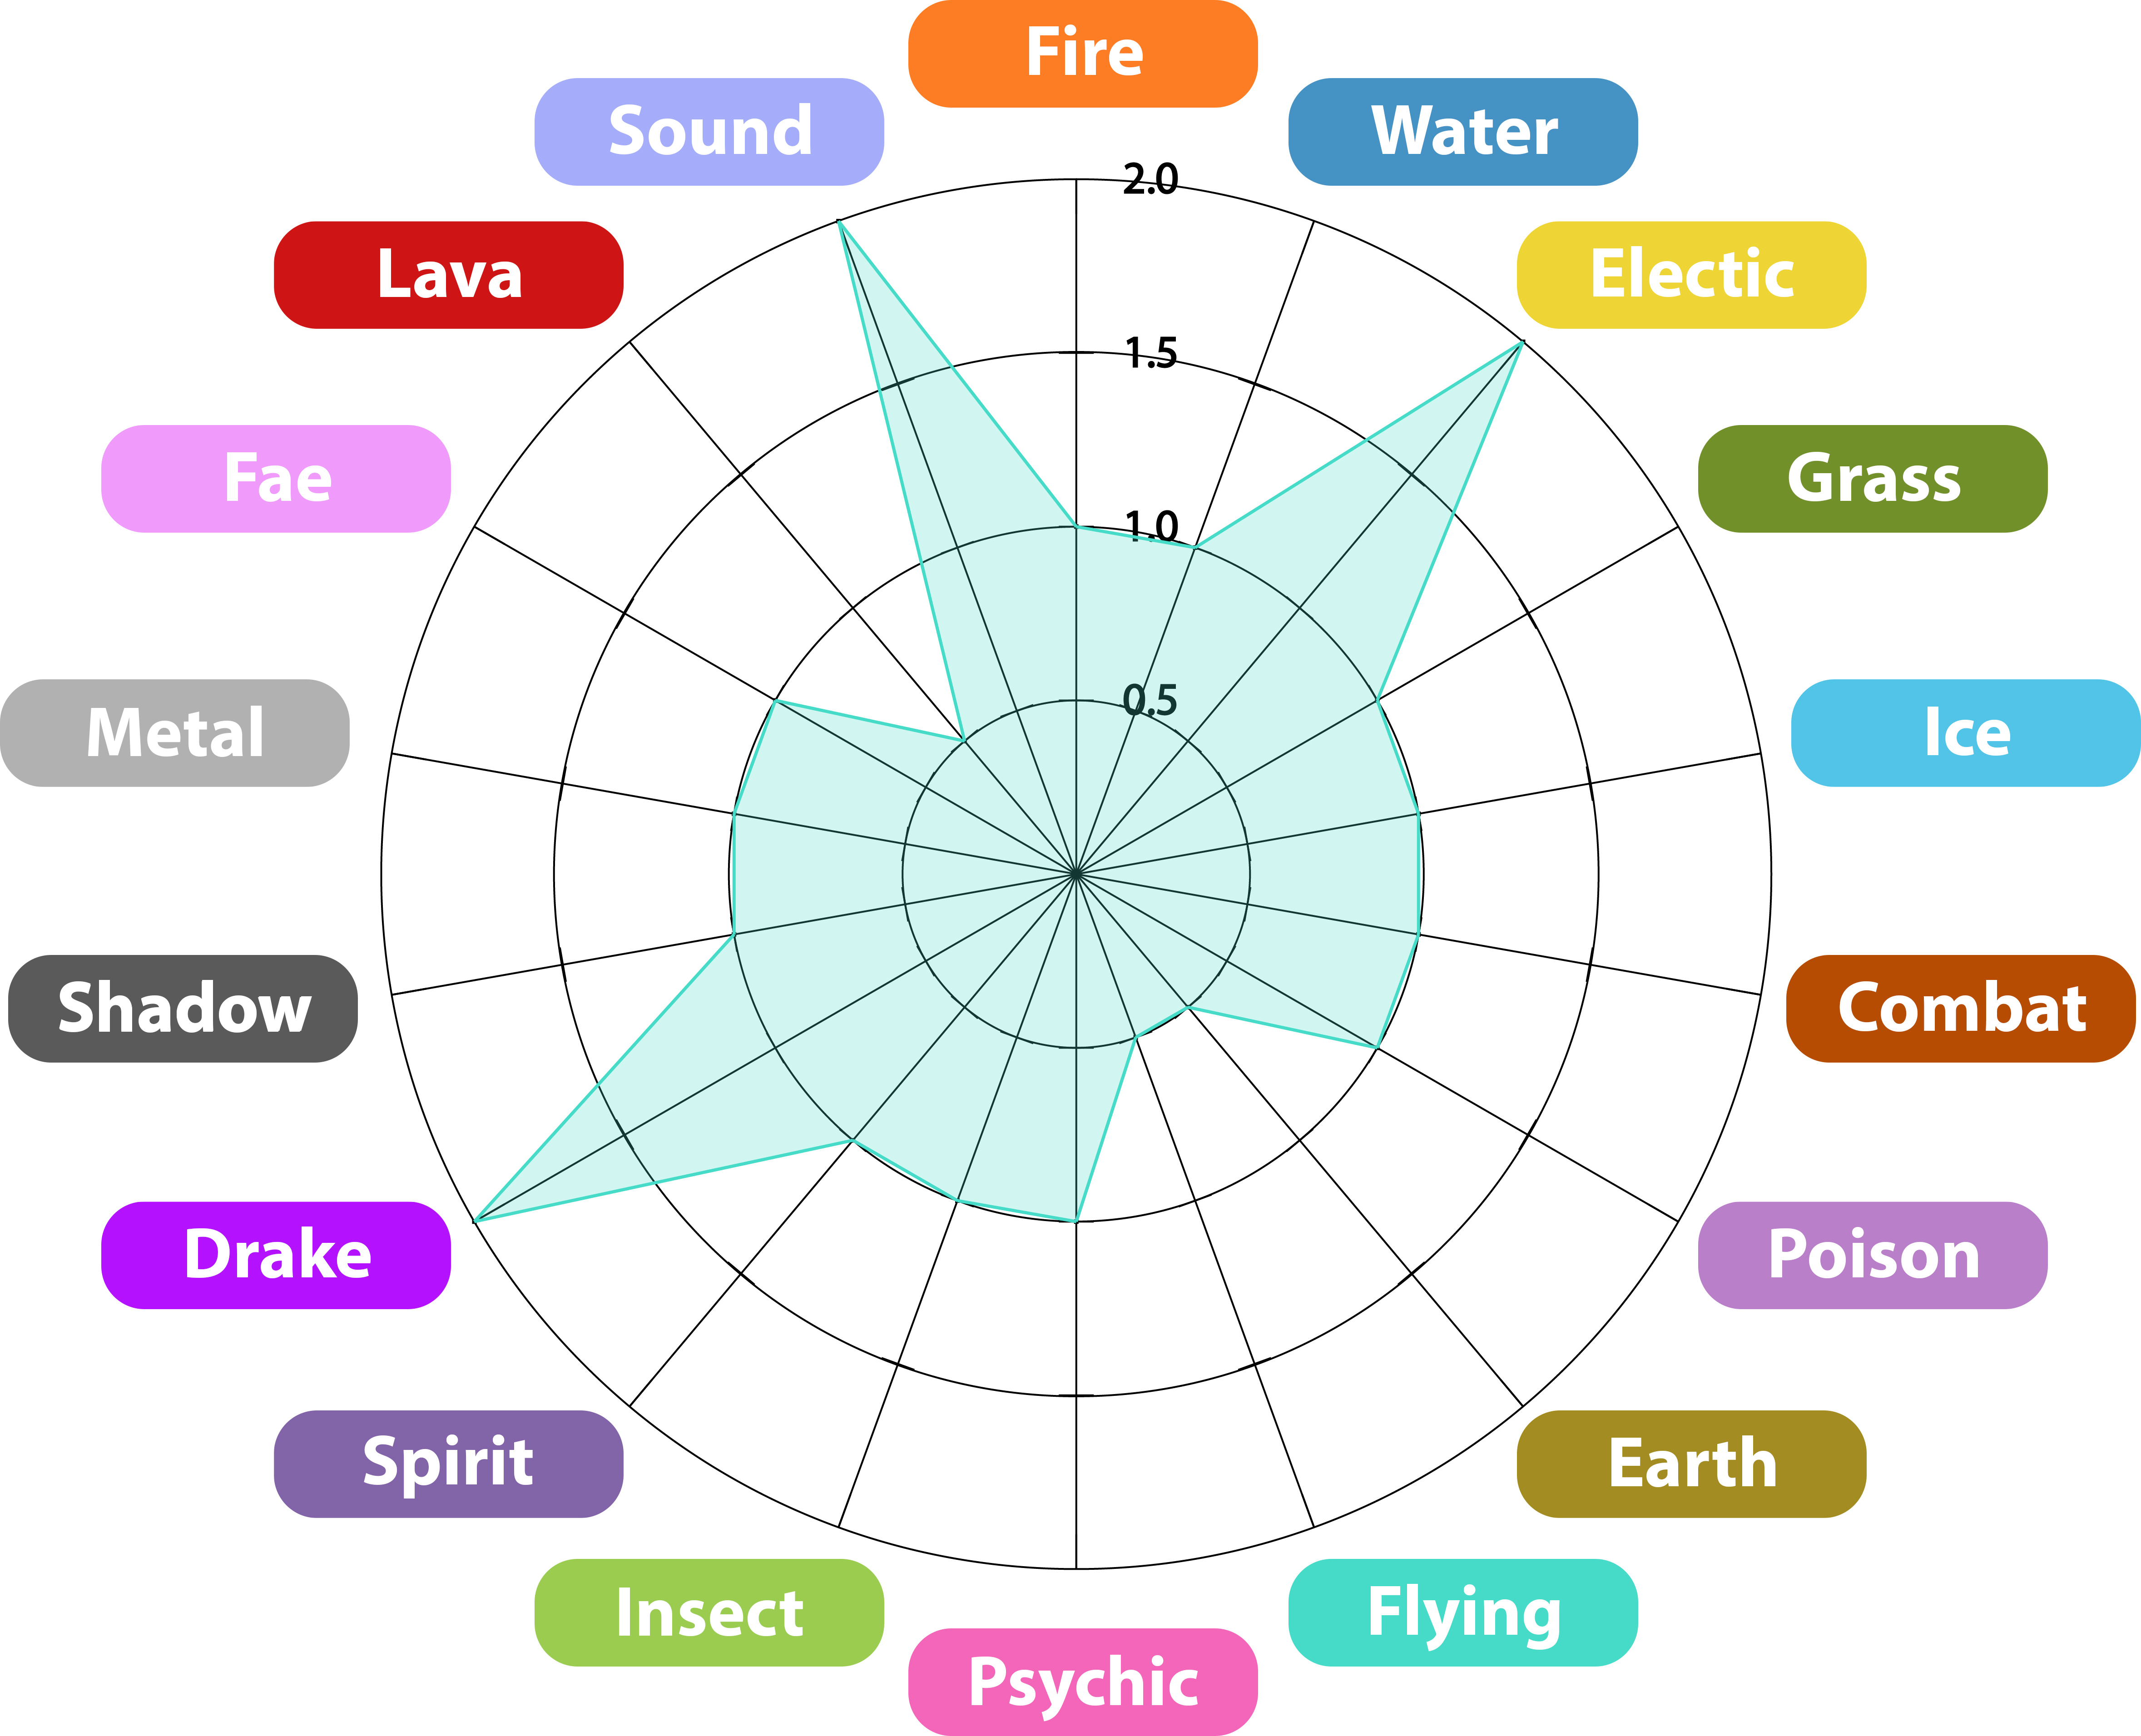 Fire
Sound
Water
2.0
Lava
Electic
1.5
Fae
Grass
1.0
0.5
Metal
Ice
Shadow
Combat
Drake
Poison
Spirit
Earth
Insect
Flying
Psychic